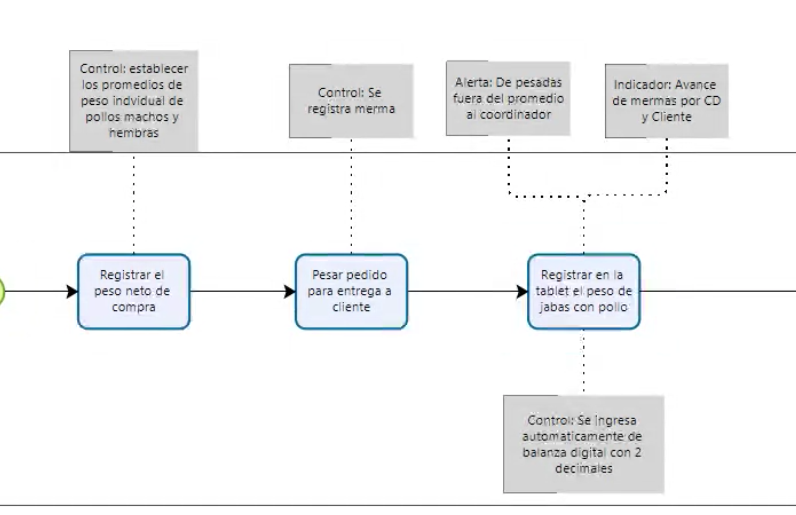 Control: establecer
los promedios de
peso indvidual de
pollos machos y
hembras
Control: Se
registra merma
Alerta: De pesadas
fuera del promedio
al coordinador
Indicador: Avance
de mermas por CD
y Cliente
Registrar el
peso neto de
compra
Pesar pedido
para entrega a
cliente
Registrar en la
tablet el peso de
jabas con pollo
Control: Se ingresa
automaticamente de
balanza digital con 2
decimales